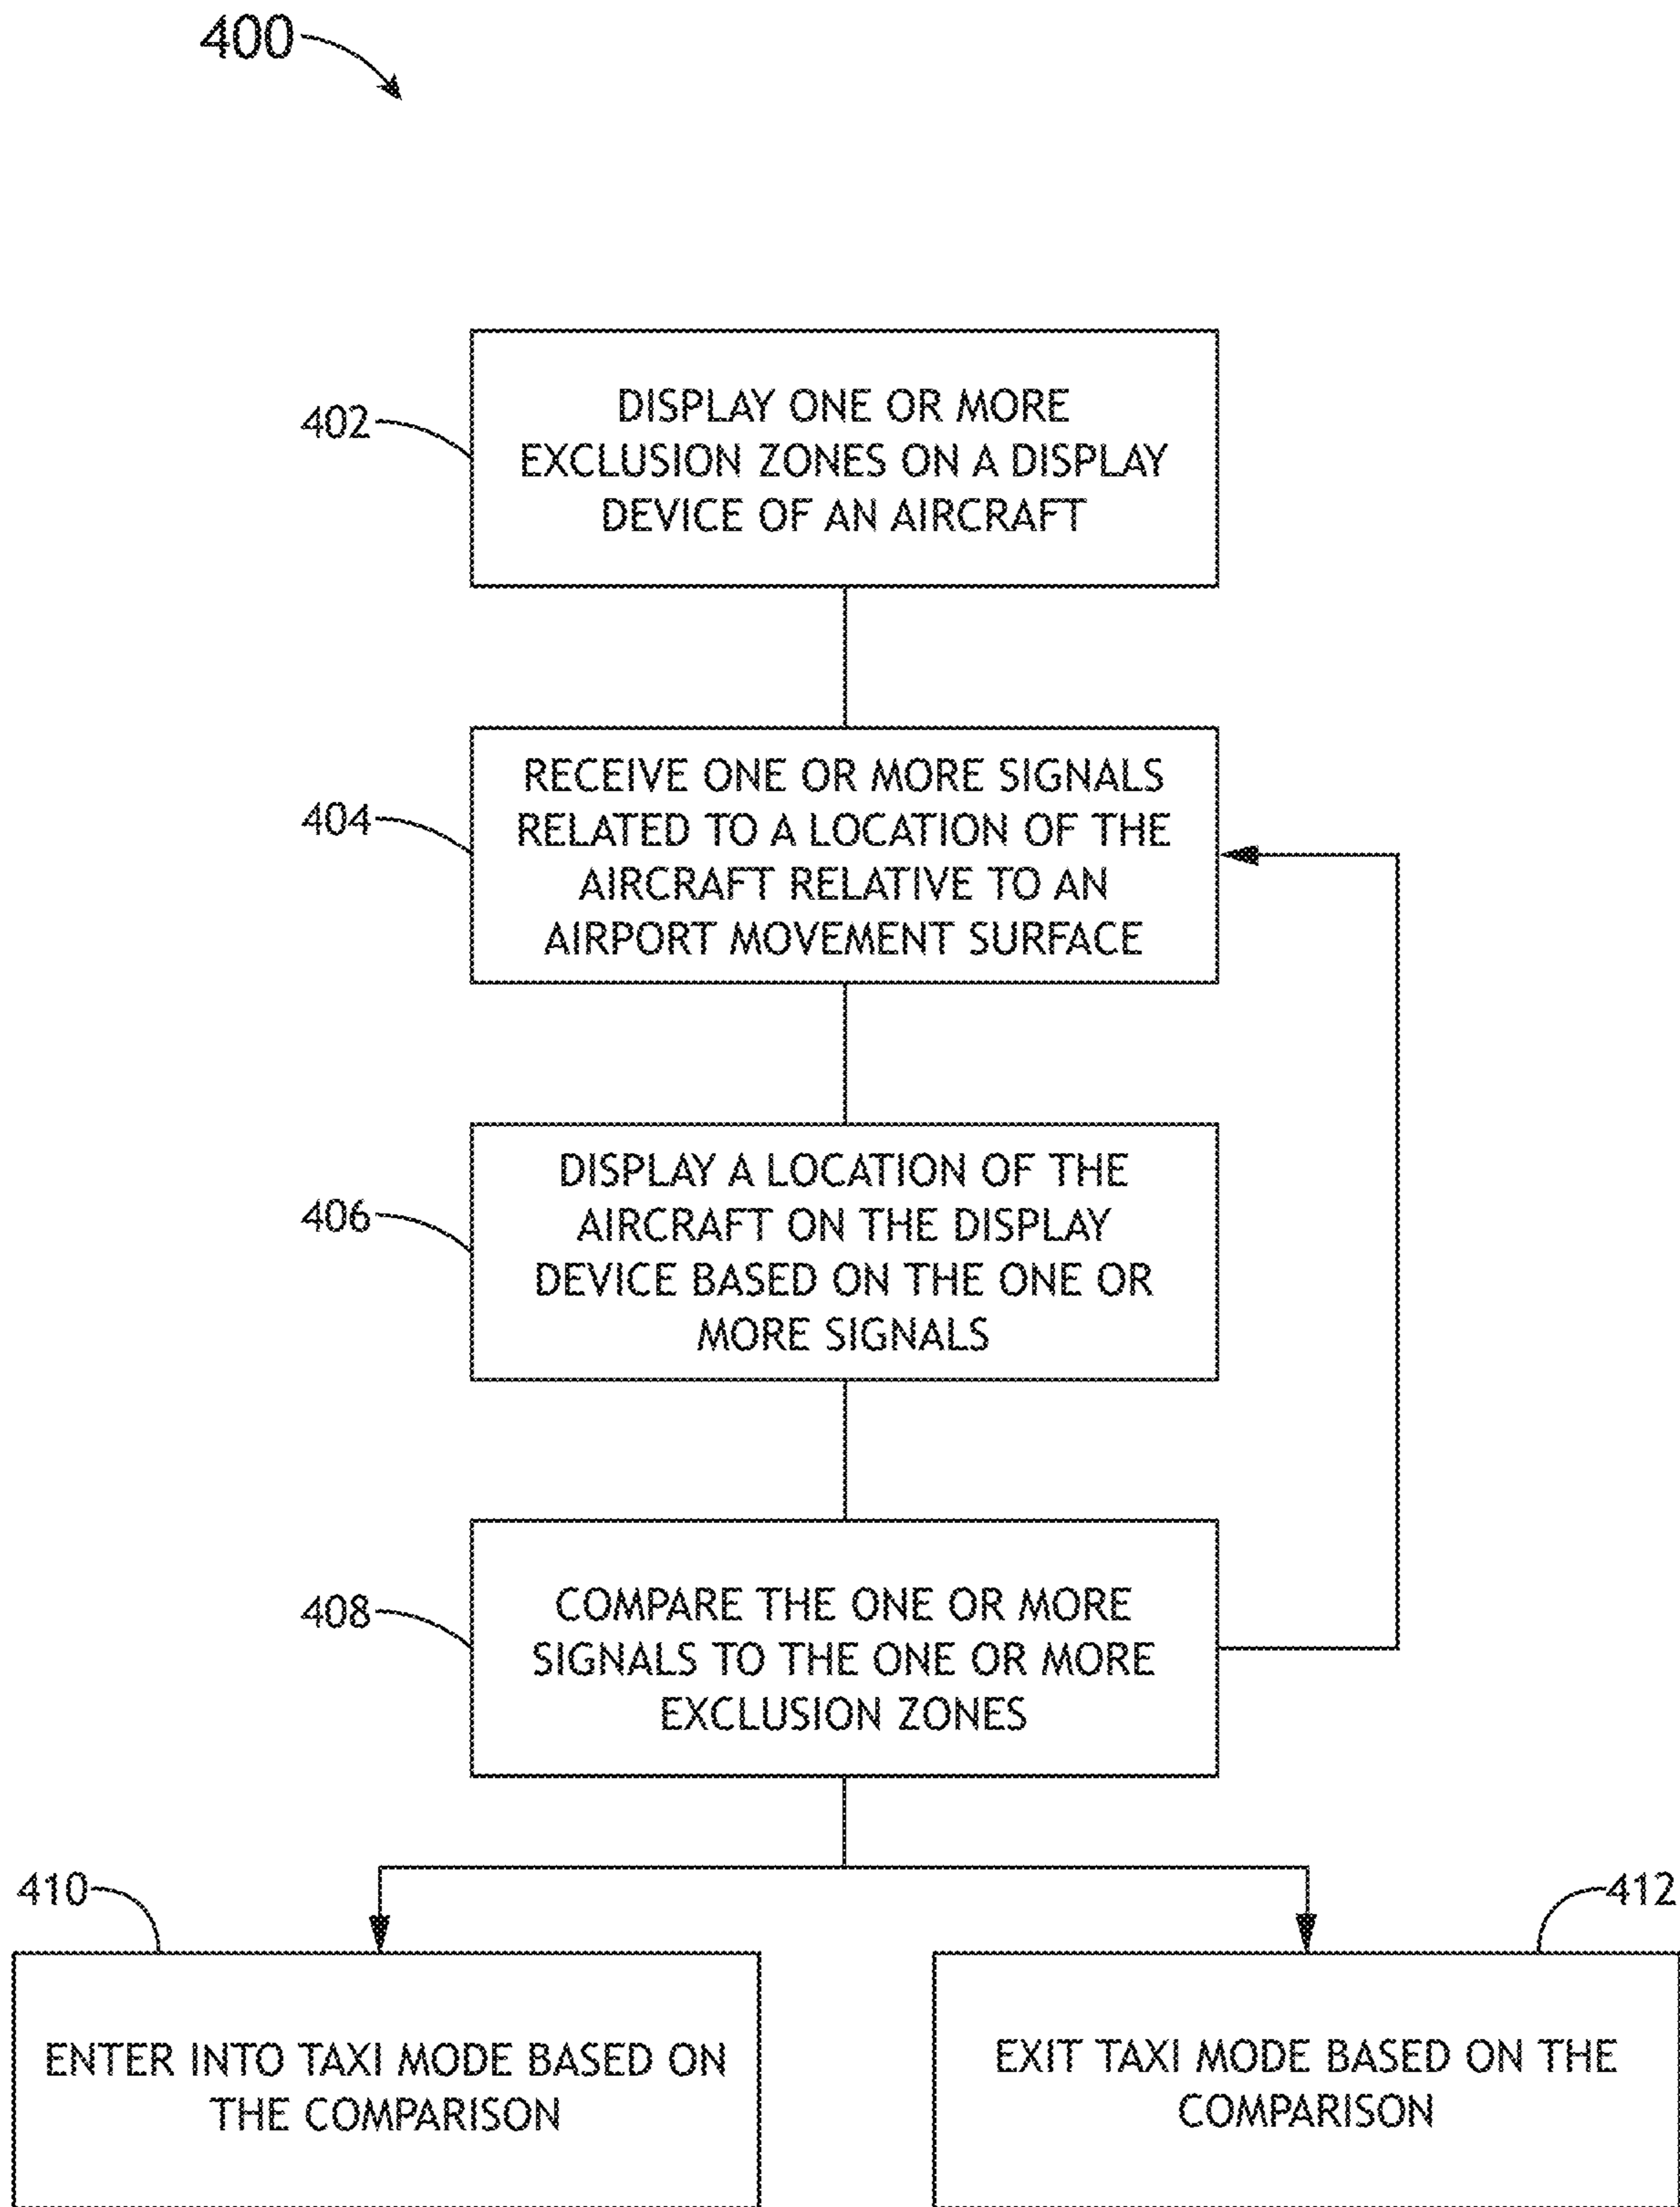 400
402
DISPLAY ONE OR MORE
EXCLUSION ZONES ON A DISPLAY
DEVICE OF AN AIRCRAFT
404
RECEIVE ONE OR MORE SIGNALS
RELATED TO A LOCATION OF THE
AIRCRAFT RELATIVE TO AN
AIRPORT MOVEMENT SURFACE
406
DISPLAY A LOCATION OF THE
AIRCRAFT ON THE DISPLAY
DEVICE BASED ON THE ONE OR
MORE SIGNALS
408
COMPARE THE ONE OR MORE
SIGNALS TO THE ONE OR MORE
EXCLUSION ZONES
410
ENTER INTO TAXI MODE BASED ON
THE COMPARISON
412
EXIT TAXI MODE BASED ON THE
COMPARISON